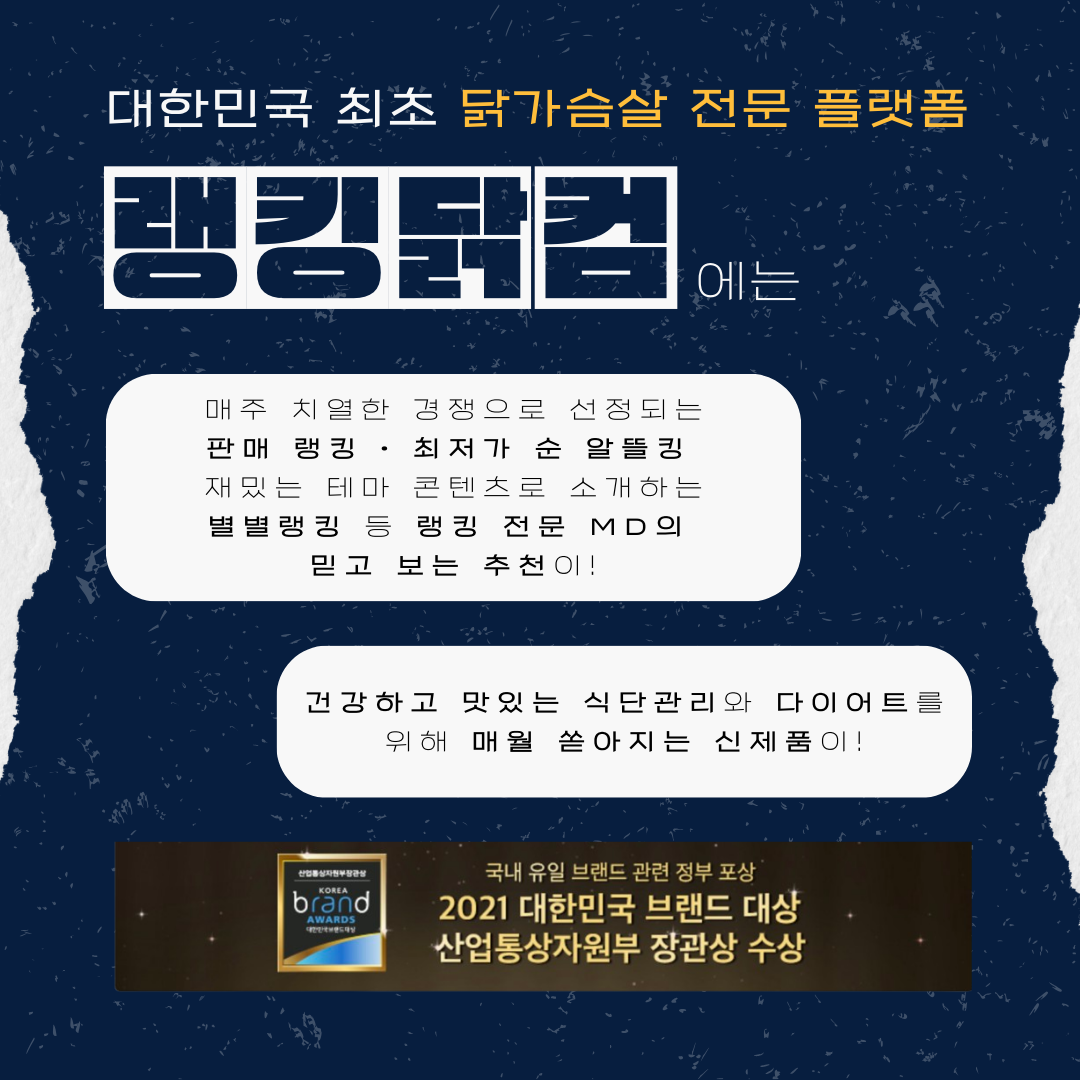 대한민국 최초 닭가슴살 전문 플랫폼
랭킹닭컴 에는
매주 치열한 경쟁으로 선정되는
판매 랭킹 · 최저가 순 알뜰킹
재밌는 테마 콘텐츠로 소개하는
별별랭킹 등 랭킹 전문 MD의
믿고 보는 추천이!
건강하고 맛있는 식단관리와 다이어트를
위해 매월 쏟아지는 신제품이!
산업통상자원부장관상
KOREA
brand
AWARDS
대한민국브랜드대상
국내 유일 브랜드 관련 정부 포상
2021 대한민국 브랜드 대상
산업통상자원부 장관상 수상